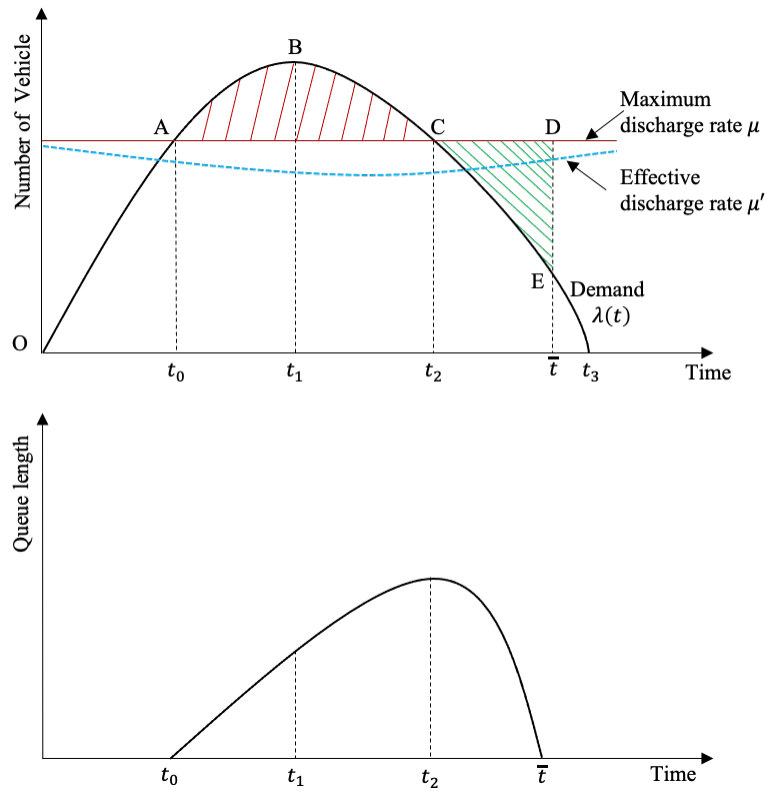 Number of Vehicle
B
A
C
D
Maximum
discharge rate μ
Effective
discharge rate μ′
E
Demand
λ(t)
O
t₀
t₁
t₂
t̅
t₃
Time
Queue length
t₀
t₁
t₂
t̅
Time